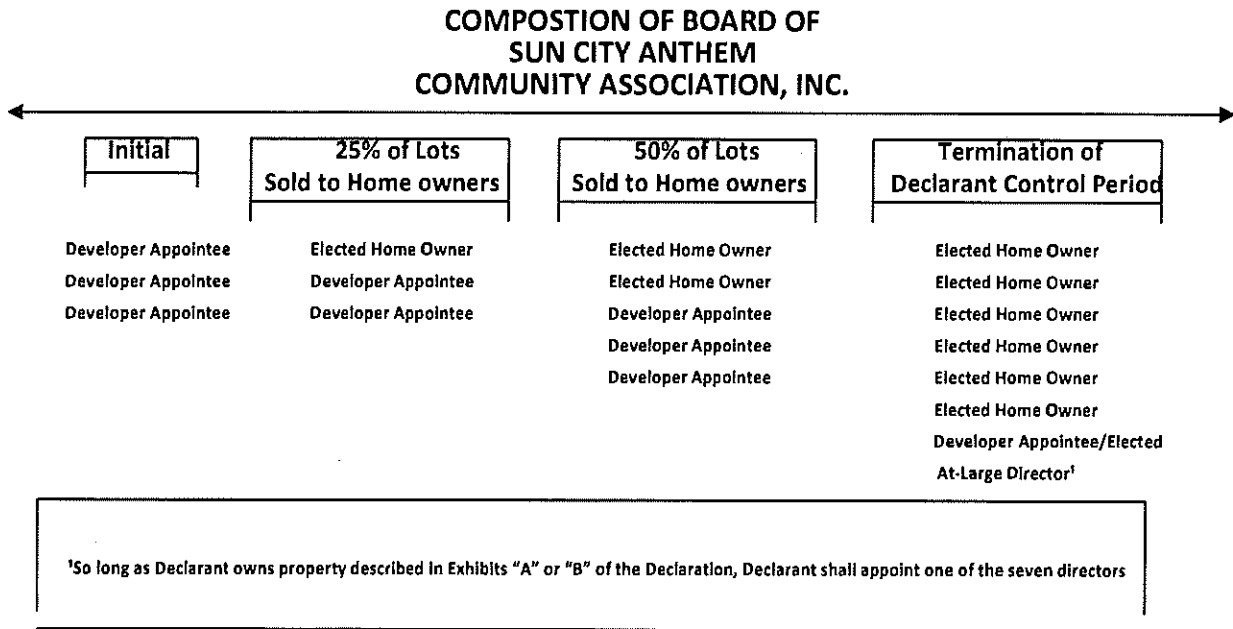 COMPOSTION OF BOARD OF
SUN CITY ANTHEM
COMMUNITY ASSOCIATION, INC.
Initial
Developer Appointee
Developer Appointee
Developer Appointee
25% of Lots
Sold to Home owners
Elected Home Owner
Developer Appointee
Developer Appointee
50% of Lots
Sold to Home owners
Elected Home Owner
Elected Home Owner
Developer Appointee
Developer Appointee
Developer Appointee
Termination of
Declarant Control Period
Elected Home Owner
Elected Home Owner
Elected Home Owner
Elected Home Owner
Elected Home Owner
Elected Home Owner
Developer Appointee/Elected
At-Large Director¹
¹So long as Declarant owns property described in Exhibits "A" or "B" of the Declaration, Declarant shall appoint one of the seven directors